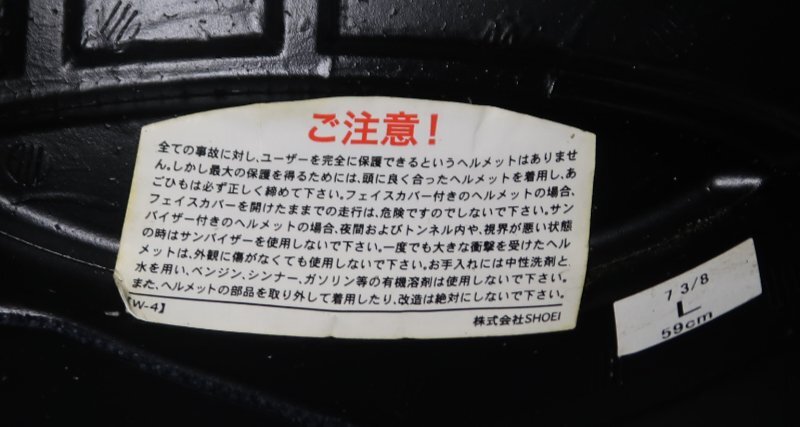 ご注意！
全ての事故に対し、ユーザーを完全に保護できるというヘルメットはありませ
ん。しかし最大の保護を得るためには、頭に良く合ったヘルメットを着用し、あ
ごひもは必ず正しく締めて下さい。フェイスカバー付きのヘルメットの場合、
フェイスカバーを開けたままでの走行は、危険ですのでしないで下さい。サン
バイザー付きのヘルメットの場合、夜間およびトンネル内や、視界が悪い状態
の時はサンバイザーを使用しないで下さい。一度でも大きな衝撃を受けたヘル
メットは、外観に傷がなくても使用しないで下さい。お手入れには中性洗剤と
水を用い、ベンジン、シンナー、ガソリン等の有機溶剤は使用しないで下さい。
また、ヘルメットの部品を取り外して着用したり、改造は絶対にしないで下さい。
【W-4】
株式会社SHOEI
7 3/8
L
59cm